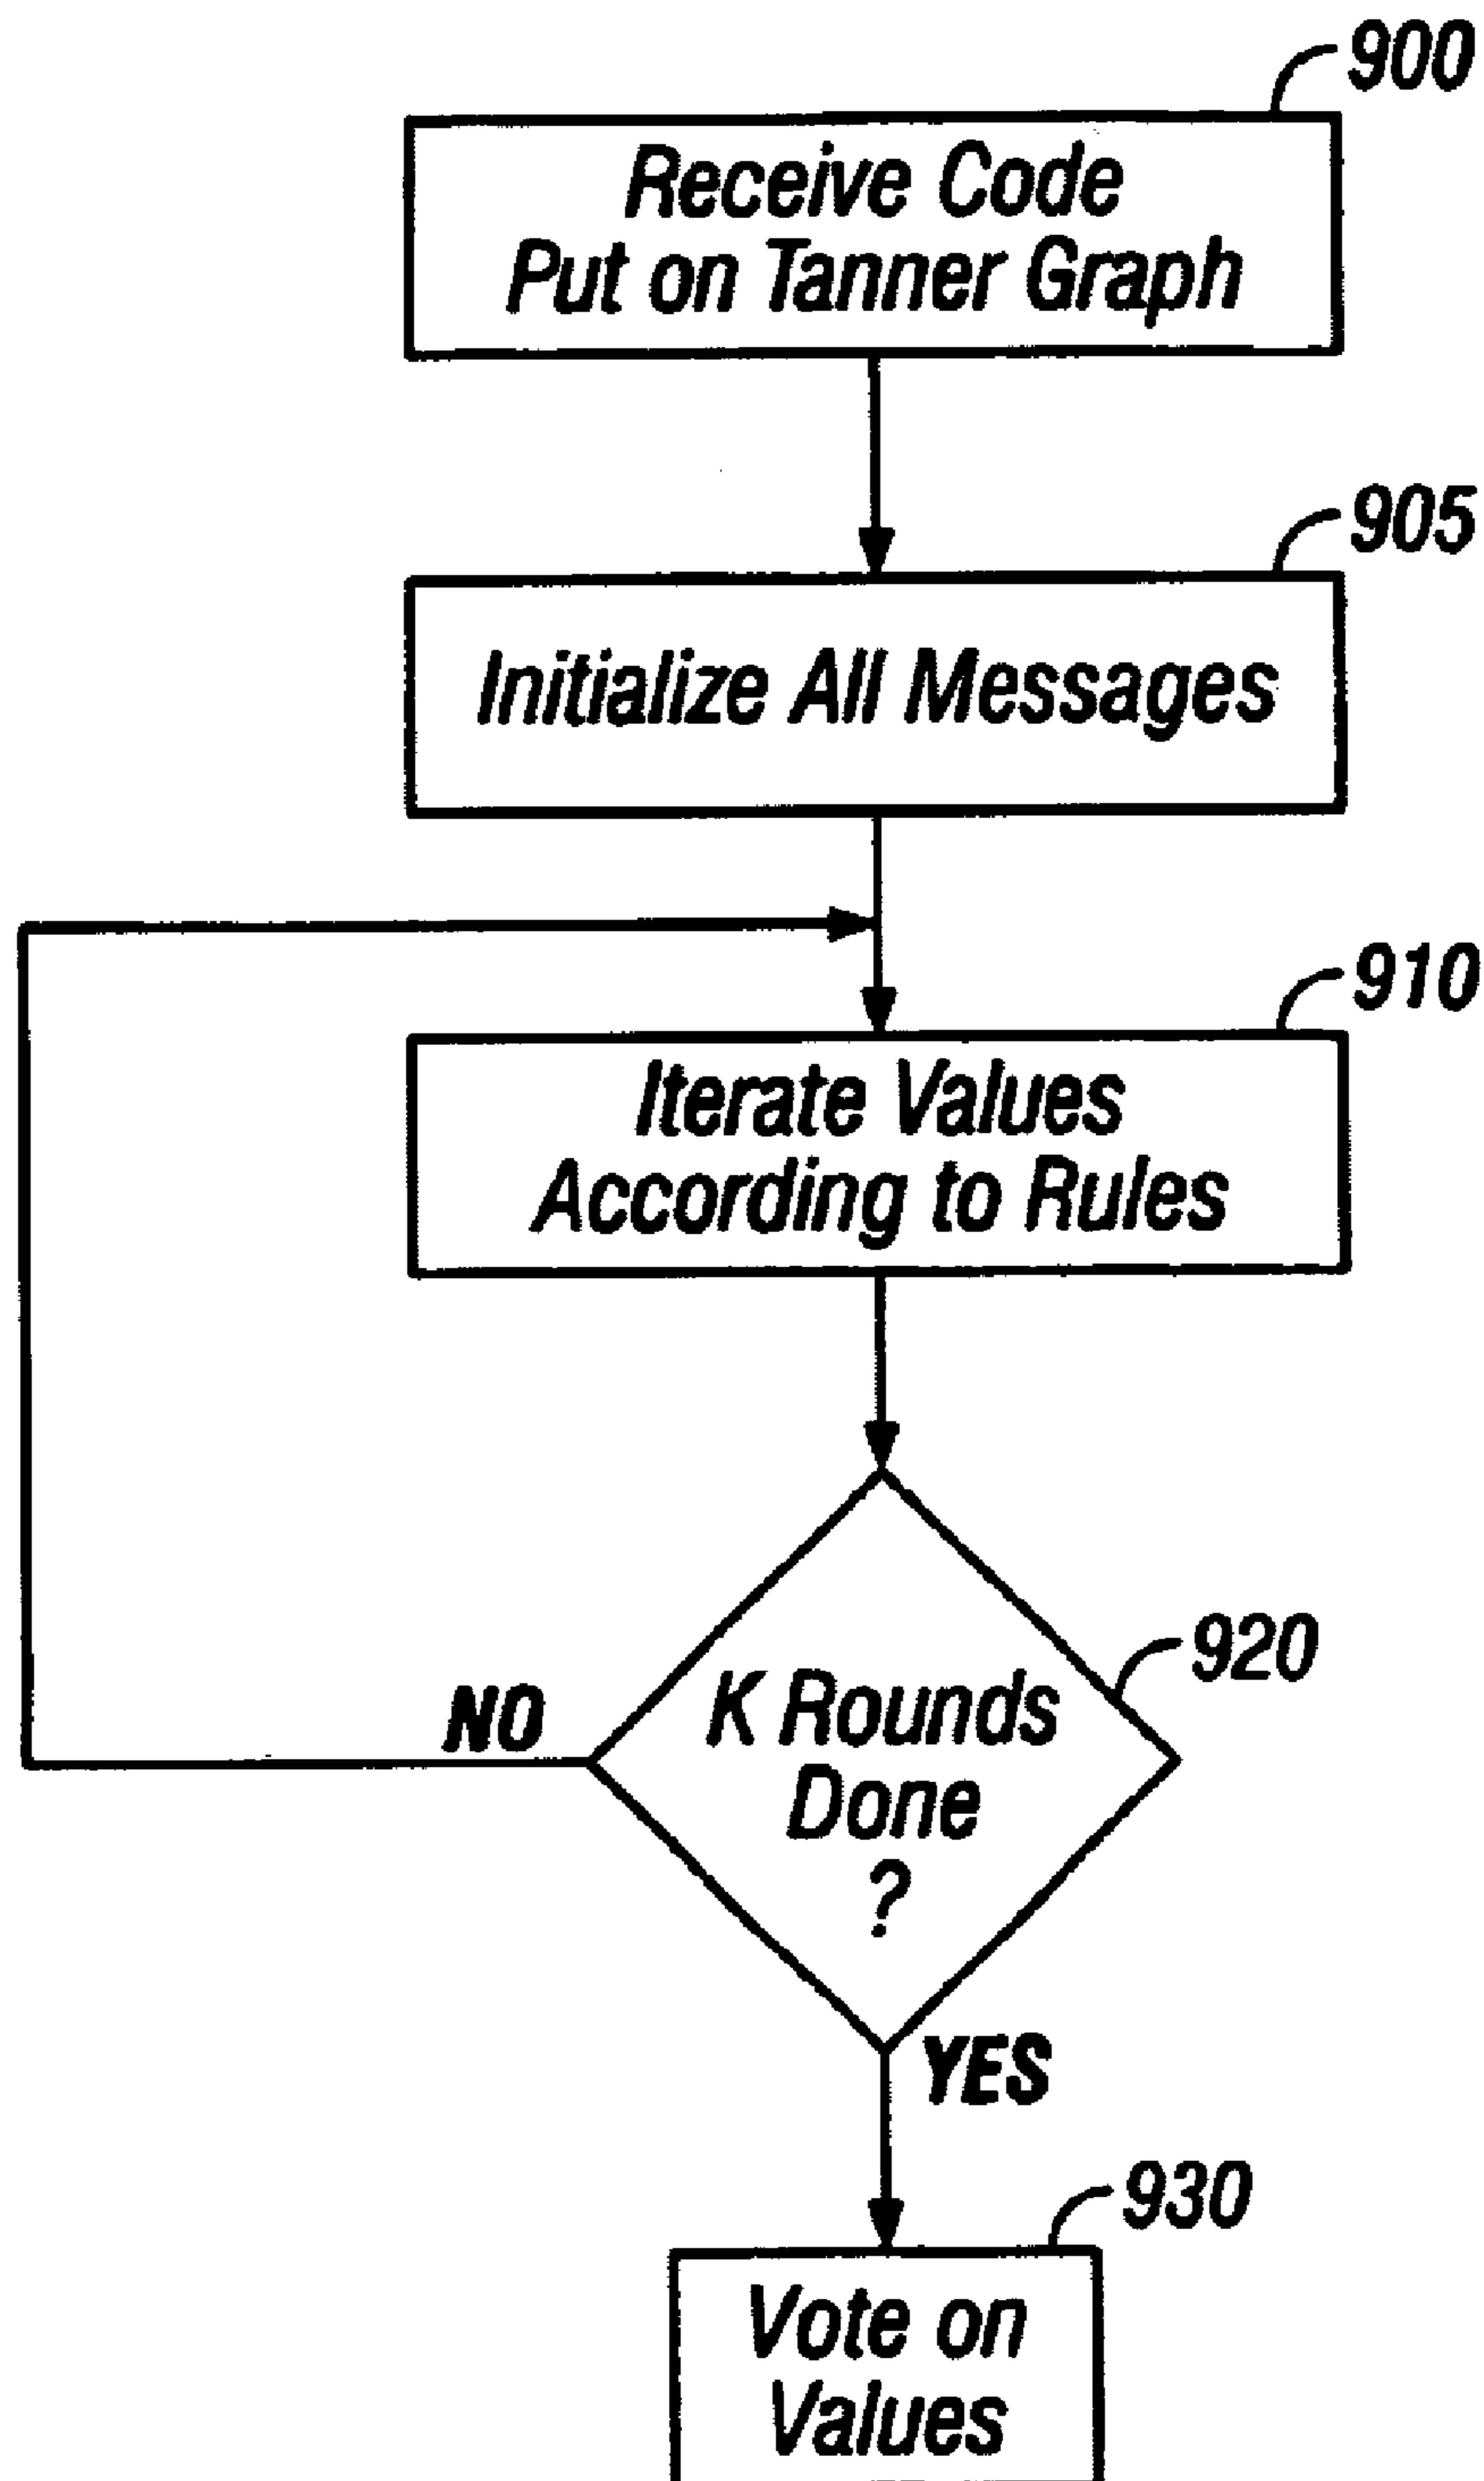 900
Receive Code
Put on Tanner Graph
905
Initialize All Messages
910
Iterate Values
According to Rules
920
K Rounds
Done
?
NO
YES
930
Vote on
Values